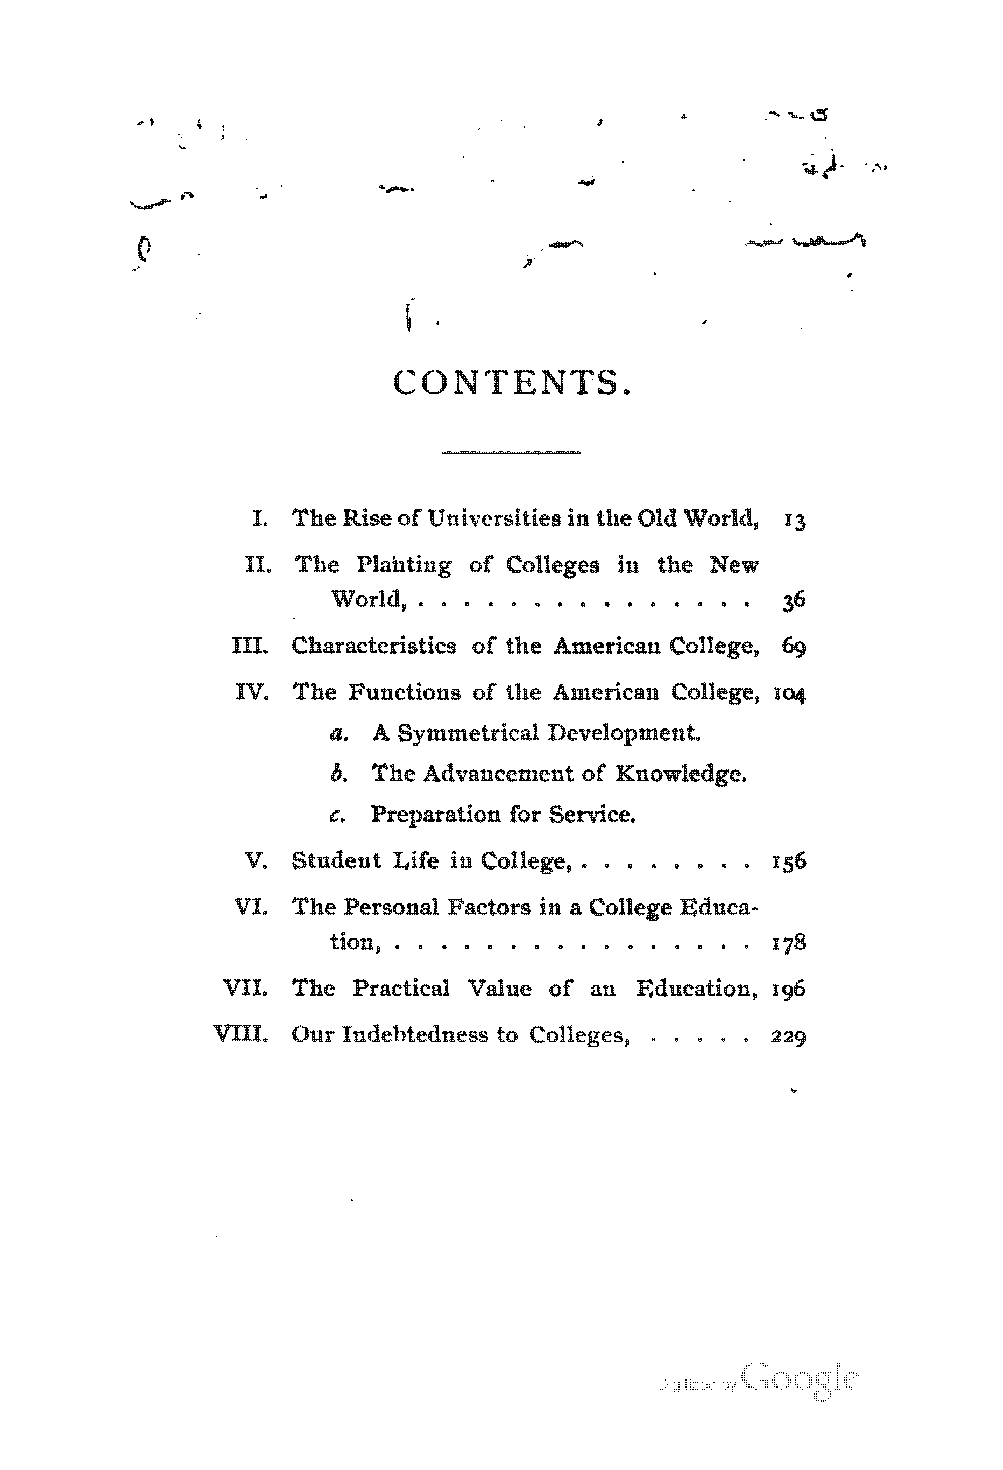 CONTENTS.
I. The Rise of Universities in the Old World, 13
II. The Planting of Colleges in the New
World, . . . . . . . . . . . . . . . 36
III. Characteristics of the American College, 69
IV. The Functions of the American College, 104
a. A Symmetrical Development.
b. The Advancement of Knowledge.
c. Preparation for Service.
V. Student Life in College, . . . . . . . . 156
VI. The Personal Factors in a College Educa-
tion, . . . . . . . . . . . . . . . . 178
VII. The Practical Value of an Education, 196
VIII. Our Indebtedness to Colleges, . . . . . 229
Digitized by Google